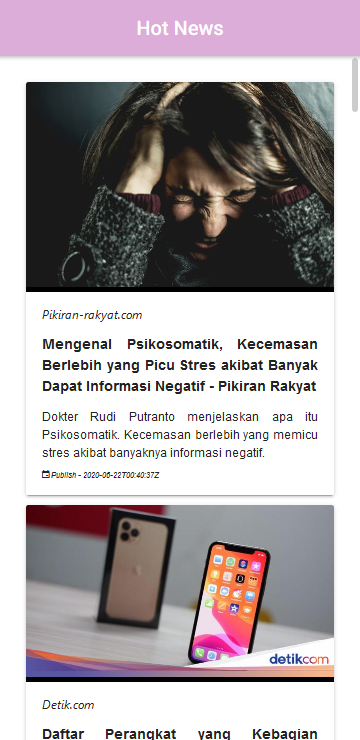 Hot News
Pikiran-rakyat.com
Mengenal Psikosomatik, Kecemasan
Berlebih yang Picu Stres akibat Banyak
Dapat Informasi Negatif - Pikiran Rakyat
Dokter Rudi Putranto menjelaskan apa itu
Psikosomatik. Kecemasan berlebih yang memicu
stres akibat banyaknya informasi negatif.
Publish - 2020-06-22T00:40:37Z
detikcom
Detik.com
Daftar Perangkat yang Kebagian